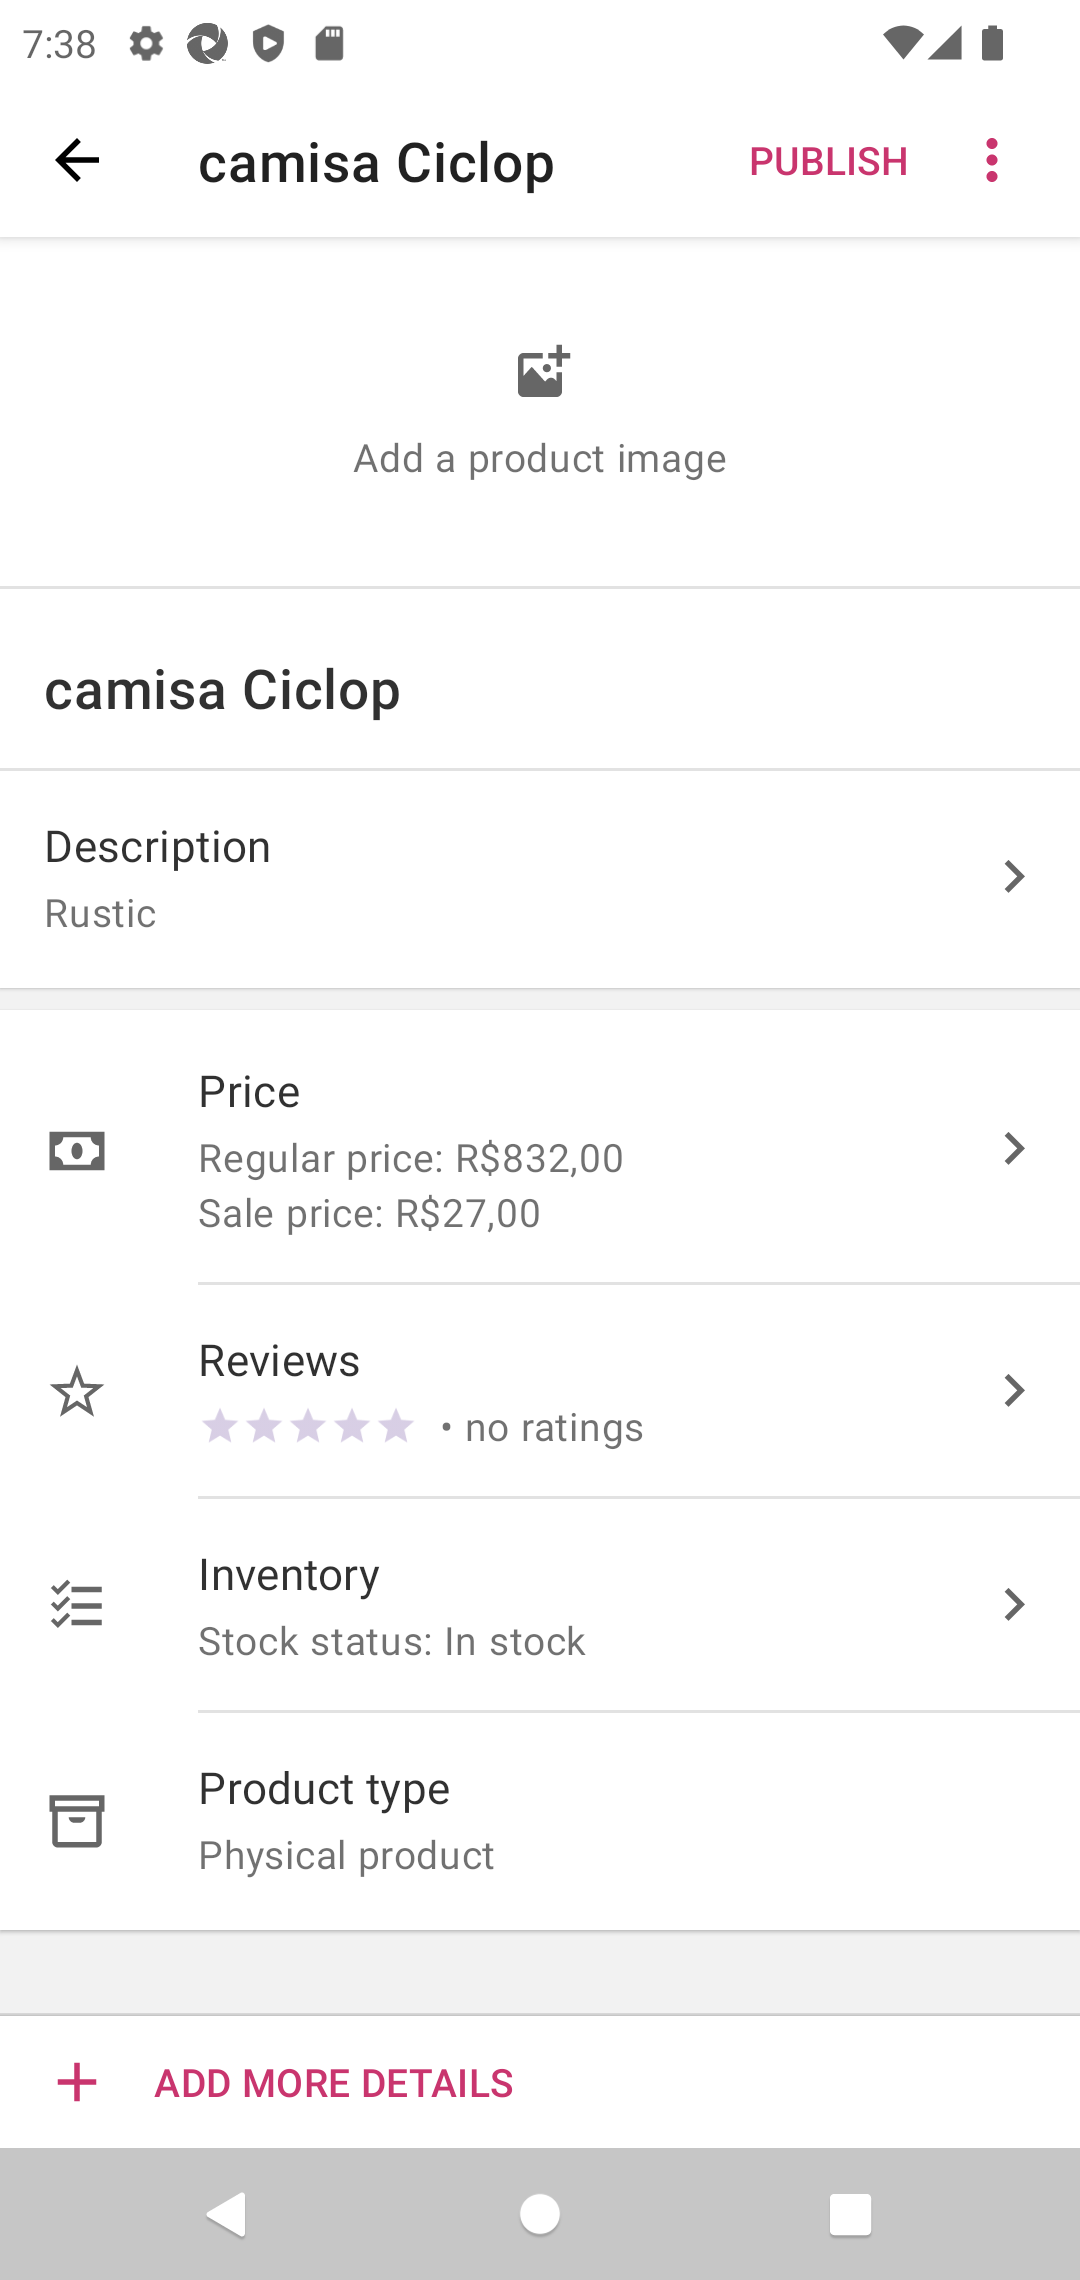 7:38
camisa Ciclop
PUBLISH
Add a product image
camisa Ciclop
Description
Rustic
Price
Regular price: R$832,00
Sale price: R$27,00
Reviews
• no ratings
Inventory
Stock status: In stock
Product type
Physical product
ADD MORE DETAILS